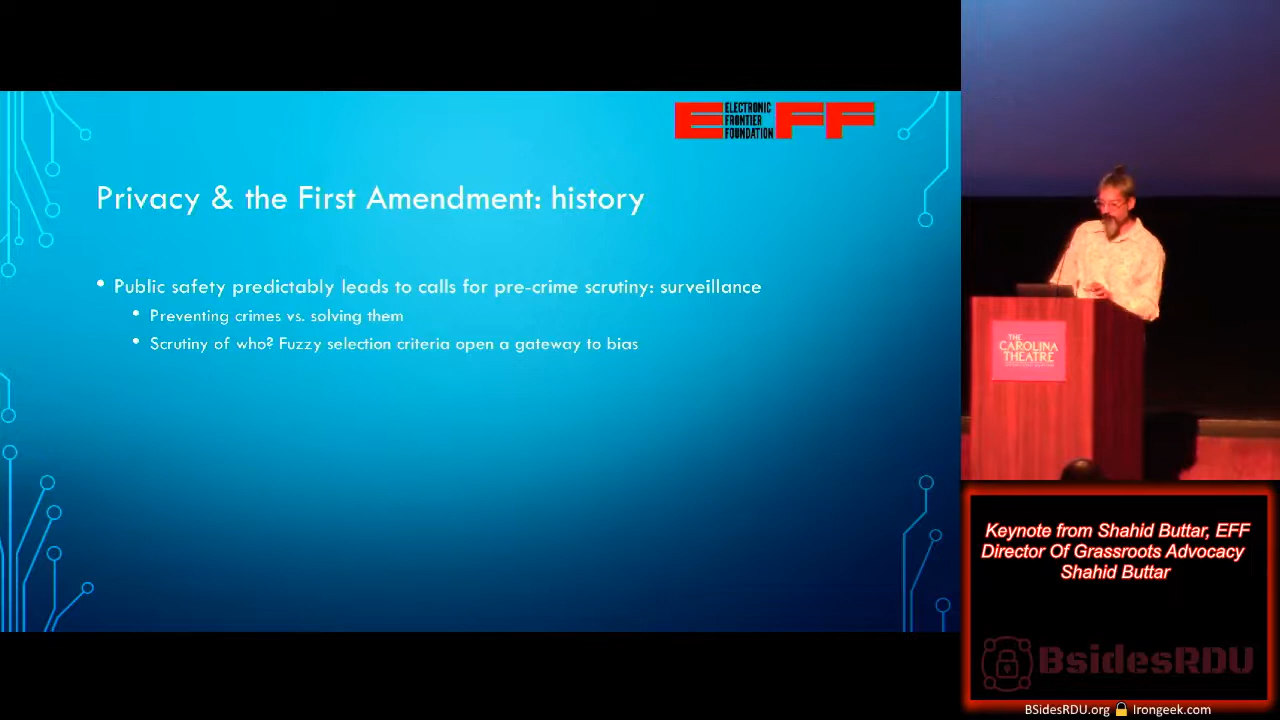 ELECTRONIC
FRONTIER
FOUNDATION
EFF
Privacy & the First Amendment: history
• Public safety predictably leads to calls for pre-crime scrutiny: surveillance
• Preventing crimes vs. solving them
• Scrutiny of who? Fuzzy selection criteria open a gateway to bias
THE
CAROLINA
THEATRE
Keynote from Shahid Buttar, EFF
Director Of Grassroots Advocacy
Shahid Buttar
BsidesRDU
BSidesRDU.org Irongeek.com